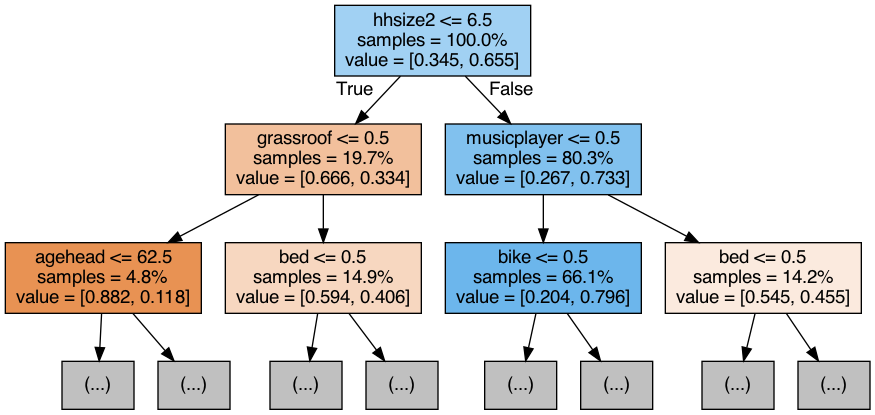 hhsize2 <= 6.5
samples = 100.0%
value = [0.345, 0.655]
True
False
grassroof <= 0.5
samples = 19.7%
value = [0.666, 0.334]
musicplayer <= 0.5
samples = 80.3%
value = [0.267, 0.733]
agehead <= 62.5
samples = 4.8%
value = [0.882, 0.118]
bed <= 0.5
samples = 14.9%
value = [0.594, 0.406]
bike <= 0.5
samples = 66.1%
value = [0.204, 0.796]
bed <= 0.5
samples = 14.2%
value = [0.545, 0.455]
(...)
(...)
(...)
(...)
(...)
(...)
(...)
(...)